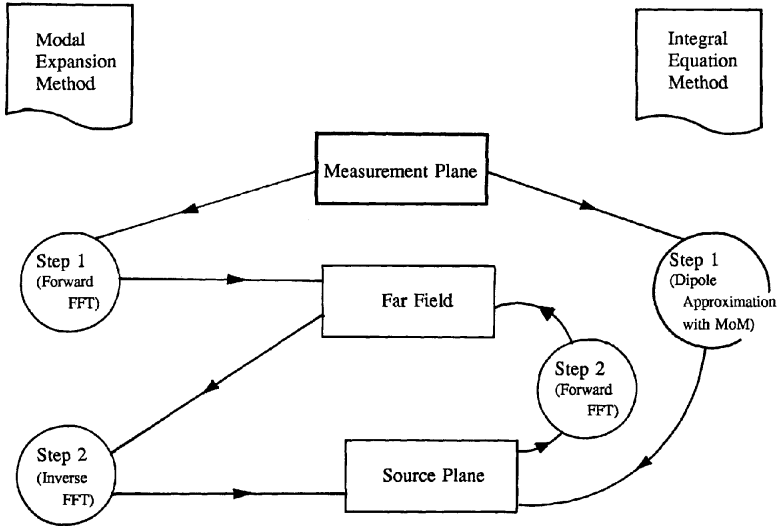 Modal
Expansion
Method
Integral
Equation
Method
Measurement Plane
Step 1
(Forward
FFT)
Far Field
Step 1
(Dipole
Approximation
with MoM)
Step 2
(Forward
FFT)
Step 2
(Inverse
FFT)
Source Plane